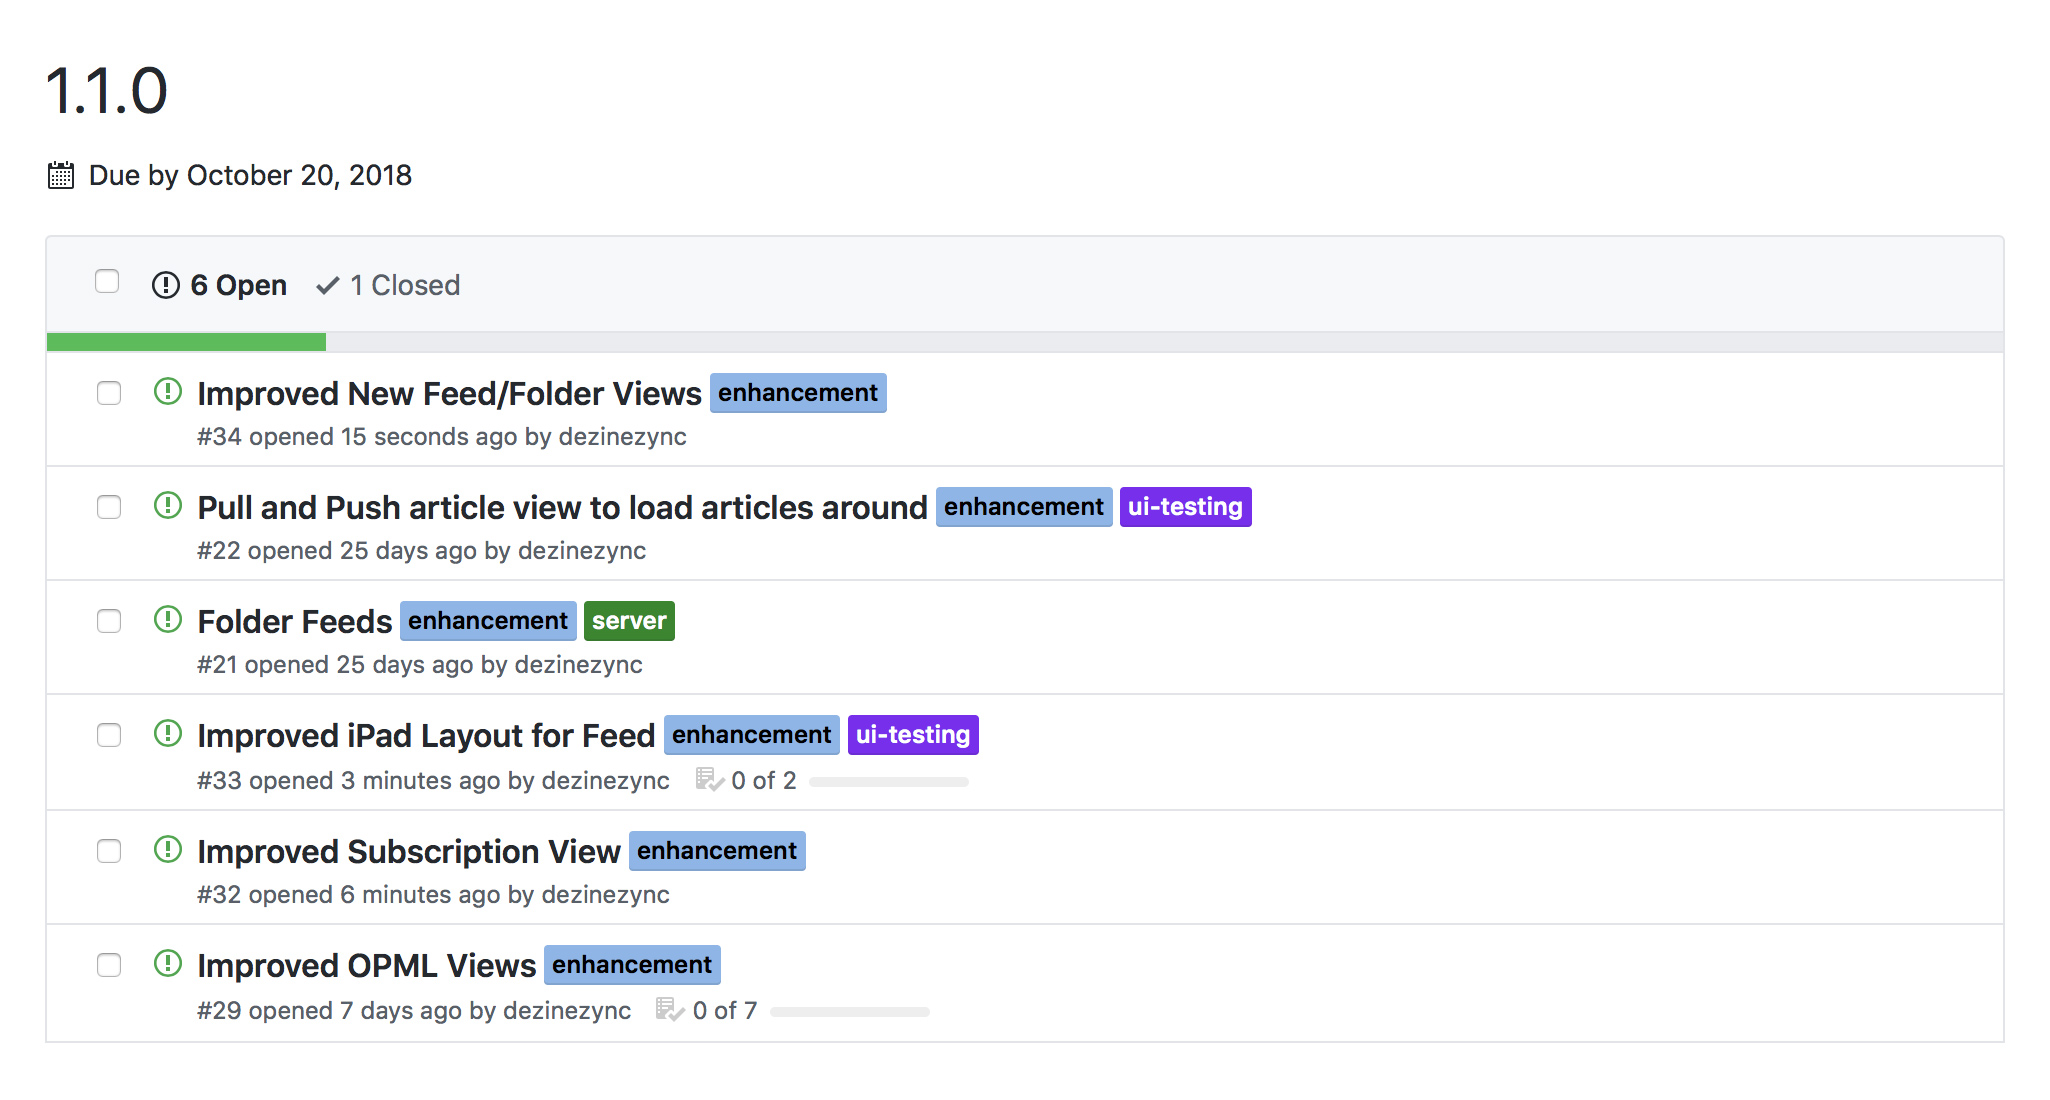 1.1.0
Due by October 20, 2018
6 Open 1 Closed
Improved New Feed/Folder Views enhancement
#34 opened 15 seconds ago by dezinezync
Pull and Push article view to load articles around enhancement ui-testing
#22 opened 25 days ago by dezinezync
Folder Feeds enhancement server
#21 opened 25 days ago by dezinezync
Improved iPad Layout for Feed enhancement ui-testing
#33 opened 3 minutes ago by dezinezync 0 of 2
Improved Subscription View enhancement
#32 opened 6 minutes ago by dezinezync
Improved OPML Views enhancement
#29 opened 7 days ago by dezinezync 0 of 7